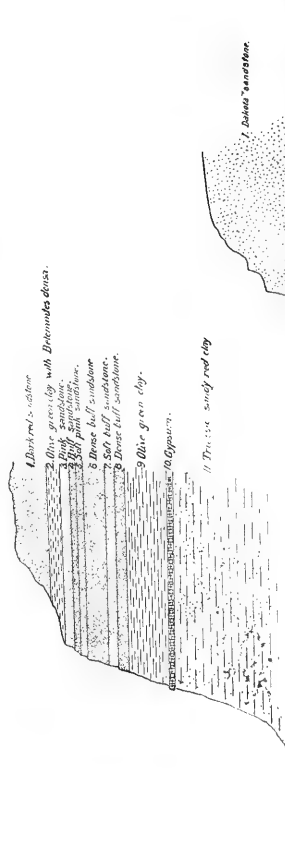 1. Dakota sandstone.
1. Dark red sandstone
2. Olive green clay with Belemnites densa.
3. Pink sandstone.
4. Buff sandstone.
5. Soft pink sandstone.
6 Dense buff sandstone
7. Soft buff sandstone.
8 Dense buff sandstone.
9 Olive green clay.
10. Gypsum.
11 Triassic sandy red clay